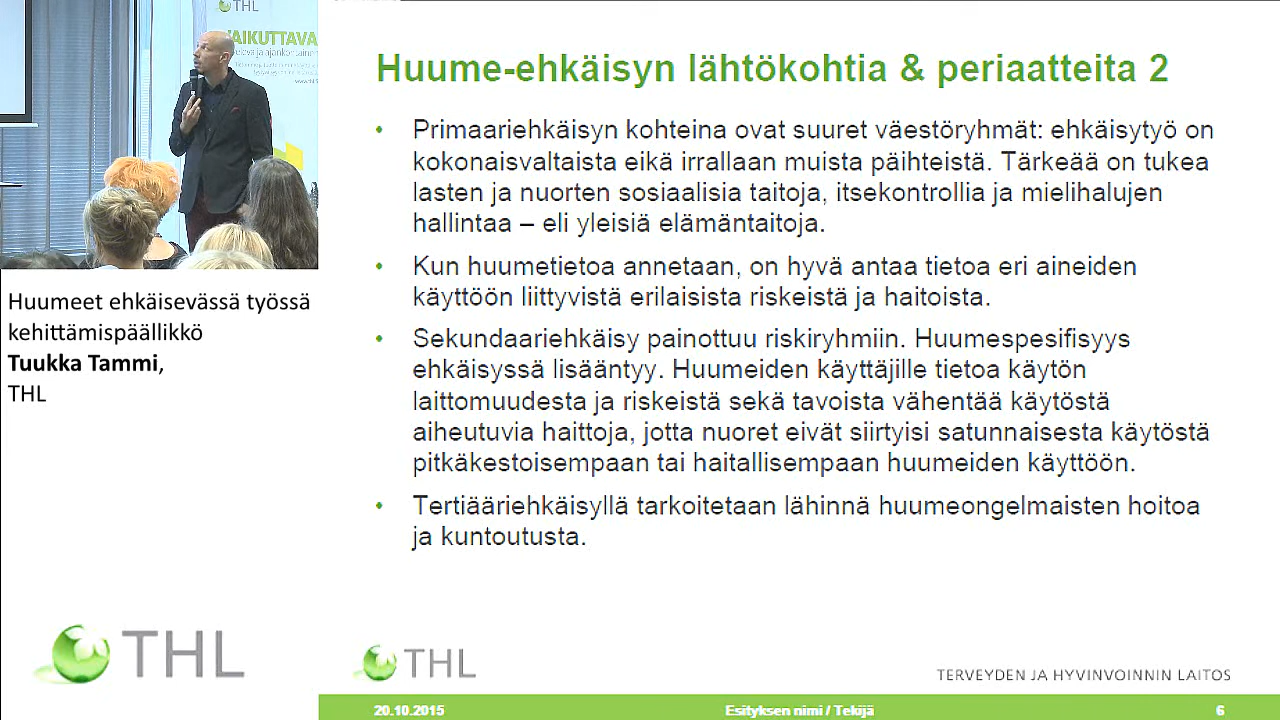 THL
VAIKUTTAVA
ja ajankohtainen
Huumeet ehkäisevässä työssä
kehittämispäällikkö
Tuukka Tammi,
THL
THL
Huume-ehkäisyn lähtökohtia & periaatteita 2
• Primaariehkäisyn kohteina ovat suuret väestöryhmät: ehkäisytyö on
kokonaisvaltaista eikä irrallaan muista päihteistä. Tärkeää on tukea
lasten ja nuorten sosiaalisia taitoja, itsekontrollia ja mielihalujen
hallintaa – eli yleisiä elämäntaitoja.
• Kun huumetietoa annetaan, on hyvä antaa tietoa eri aineiden
käyttöön liittyvistä erilaisista riskeistä ja haitoista.
• Sekundaariehkäisy painottuu riskiryhmiin. Huumespesifisyys
ehkäisyssä lisääntyy. Huumeiden käyttäjille tietoa käytön
laittomuudesta ja riskeistä sekä tavoista vähentää käytöstä
aiheutuvia haittoja, jotta nuoret eivät siirtyisi satunnaisesta käytöstä
pitkäkestoisempaan tai haitallisempaan huumeiden käyttöön.
• Tertiääriehkäisyllä tarkoitetaan lähinnä huumeongelmaisten hoitoa
ja kuntoutusta.
THL
TERVEYDEN JA HYVINVOINNIN LAITOS
20.10.2015 Esityksen nimi / Tekijä 6